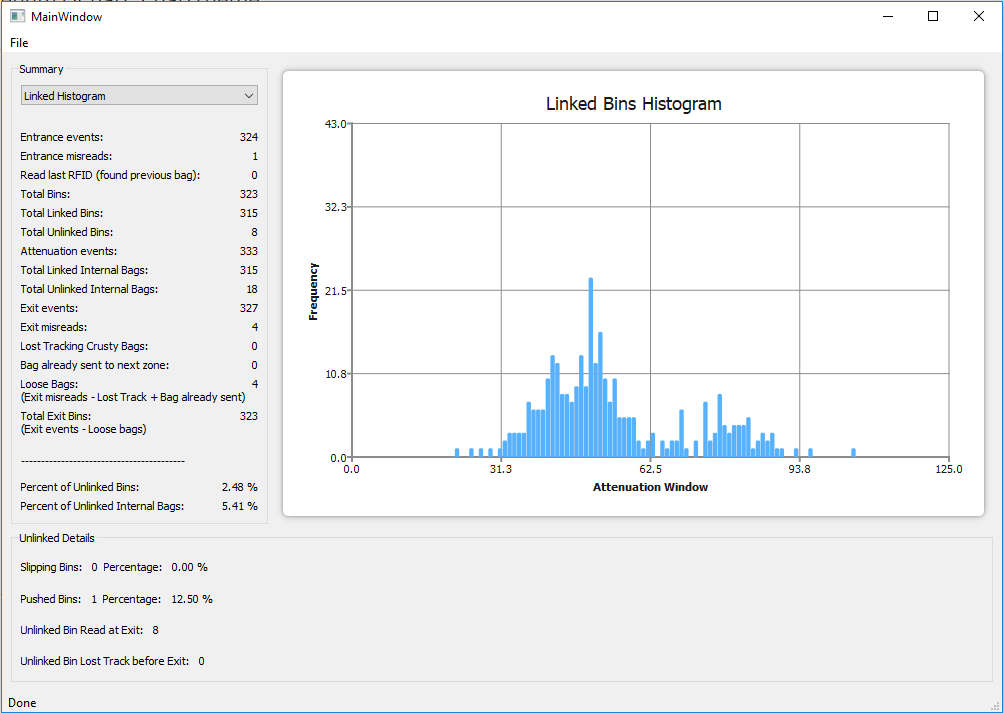 MainWindow
File
Summary
Linked Histogram
Entrance events: 324
Entrance misreads: 1
Read last RFID (found previous bag): 0
Total Bins: 323
Total Linked Bins: 315
Total Unlinked Bins: 8
Attenuation events: 333
Total Linked Internal Bags: 315
Total Unlinked Internal Bags: 18
Exit events: 327
Exit misreads: 4
Lost Tracking Crusty Bags: 0
Bag already sent to next zone: 0
Loose Bags: 4
(Exit misreads - Lost Track + Bag already sent)
Total Exit Bins: 323
(Exit events - Loose bags)
---------------------------------
Percent of Unlinked Bins: 2.48 %
Percent of Unlinked Internal Bags: 5.41 %
Linked Bins Histogram
43.0
32.3
21.5
10.8
0.0
Frequency
0.0 31.3 62.5 93.8 125.0
Attenuation Window
Unlinked Details
Slipping Bins: 0 Percentage: 0.00 %
Pushed Bins: 1 Percentage: 12.50 %
Unlinked Bin Read at Exit: 8
Unlinked Bin Lost Track before Exit: 0
Done